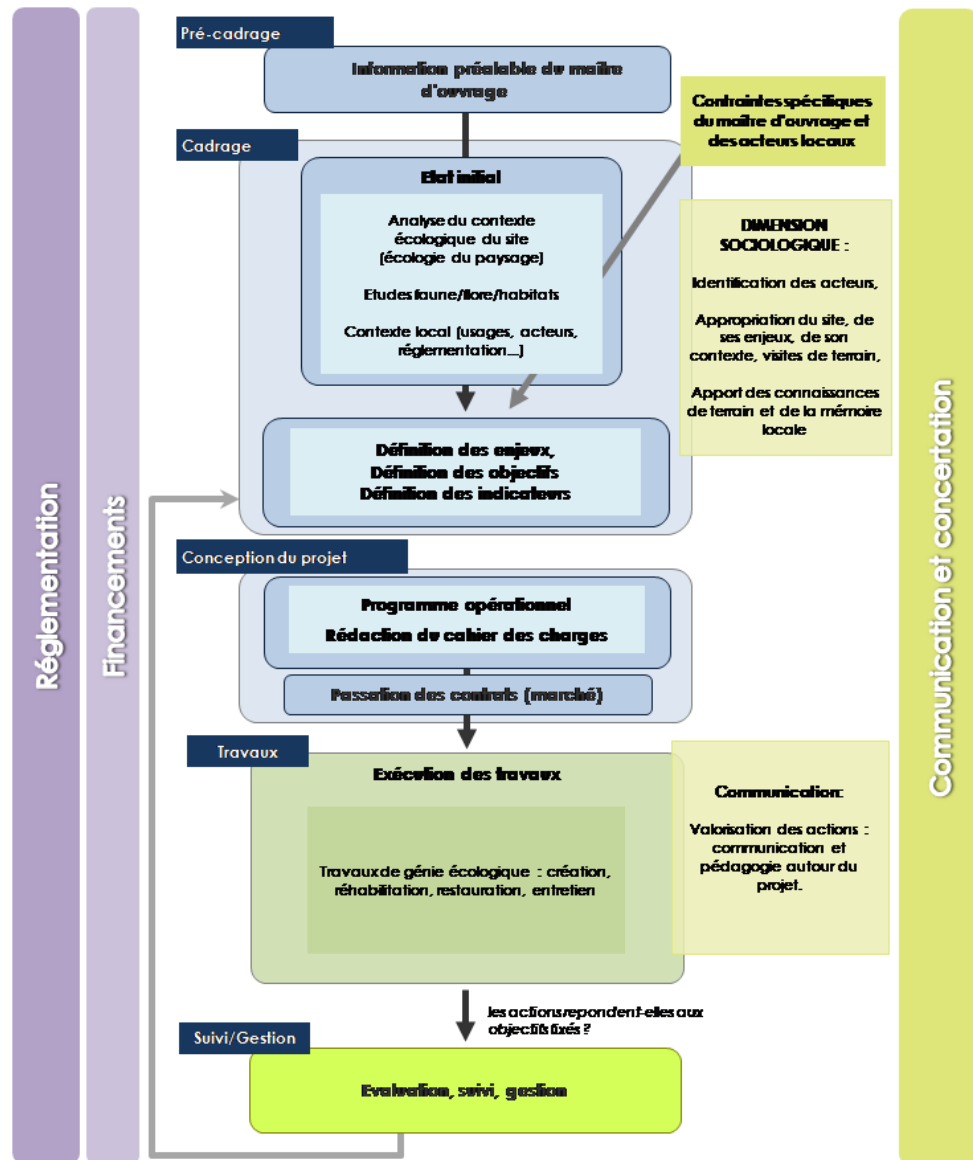 Réglementation
Financements
Pré-cadrage
Information préalable du maître
d'ouvrage
Contraintes spécifiques
du maître d'ouvrage et
des acteurs locaux
Cadrage
Etat initial
Analyse du contexte
écologique du site
(écologie du paysage)
Etudes faune/flore/habitats
Contexte local (usages, acteurs,
réglementation...)
DIMENSION
SOCIOLOGIQUE :
Identification des acteurs,
Appropriation du site, de
ses enjeux, de son
contexte, visites de terrain,
Apport des connaissances
de terrain et de la mémoire
locale
Définition des enjeux,
Définition des objectifs
Définition des indicateurs
Conception du projet
Programme opérationnel
Rédaction du cahier des charges
Passation des contrats (marché)
Travaux
Exécution des travaux
Travaux de génie écologique : création,
réhabilitation, restauration, entretien
Communication:
Valorisation des actions :
communication et
pédagogie autour du
projet.
les actions repondent-elles aux
objectifs fixés ?
Suivi/Gestion
Evaluation, suivi, gestion
Communication et concertation